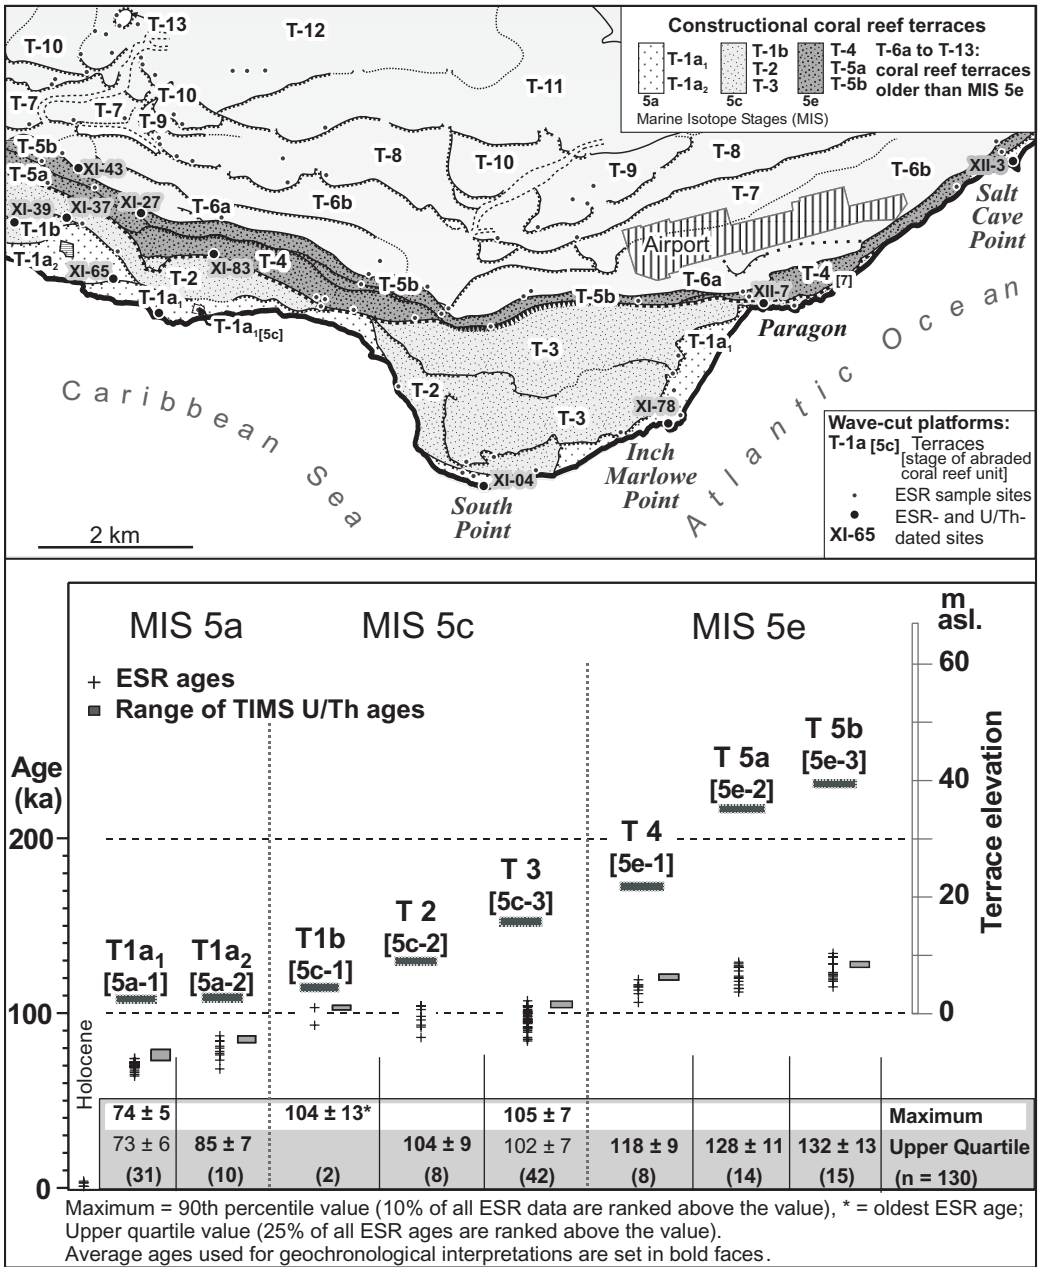 T-13
T-12
T-10
T-11
T-7
T-7
T-10
T-9
T-8
T-10
T-9
T-8
T-5b
XI-43
T-5a
XI-39
XI-37
XI-27
T-6a
T-6b
T-7
T-6b
XII-3
Salt
Cave
Point
T-1b
T-1a2
XI-65
T-2
XI-83
T-4
T-5b
T-5b
Airport
T-6a
XII-7
T-4
[7]
Paragon
T-1a1
T-1a1[5c]
T-3
T-1a1
T-2
T-3
XI-78
XI-04
Inch
Marlowe
Point
South
Point
Caribbean Sea
Atlantic Ocean
2 km
Constructional coral reef terraces
T-1a1
T-1a2
5a
T-1b
T-2
T-3
5c
T-4
T-5a
T-5b
5e
T-6a to T-13:
coral reef terraces
older than MIS 5e
Marine Isotope Stages (MIS)
Wave-cut platforms:
T-1a [5c] Terraces
[stage of abraded
coral reef unit]
ESR sample sites
ESR- and U/Th-
XI-65 dated sites
MIS 5a MIS 5c MIS 5e
m
asl.
+ ESR ages
Range of TIMS U/Th ages
Age
(ka)
200
100
0
60
40
20
0
Terrace elevation
T 5b
[5e-3]
T 5a
[5e-2]
T 4
[5e-1]
T 3
[5c-3]
T 2
[5c-2]
T1b
[5c-1]
T1a1
[5a-1]
T1a2
[5a-2]
Holocene
74 ± 5 104 ± 13* 105 ± 7 Maximum
73 ± 6 85 ± 7 104 ± 9 102 ± 7 118 ± 9 128 ± 11 132 ± 13 Upper Quartile
(31) (10) (2) (8) (42) (8) (14) (15) (n = 130)
Maximum = 90th percentile value (10% of all ESR data are ranked above the value), * = oldest ESR age;
Upper quartile value (25% of all ESR ages are ranked above the value).
Average ages used for geochronological interpretations are set in bold faces.